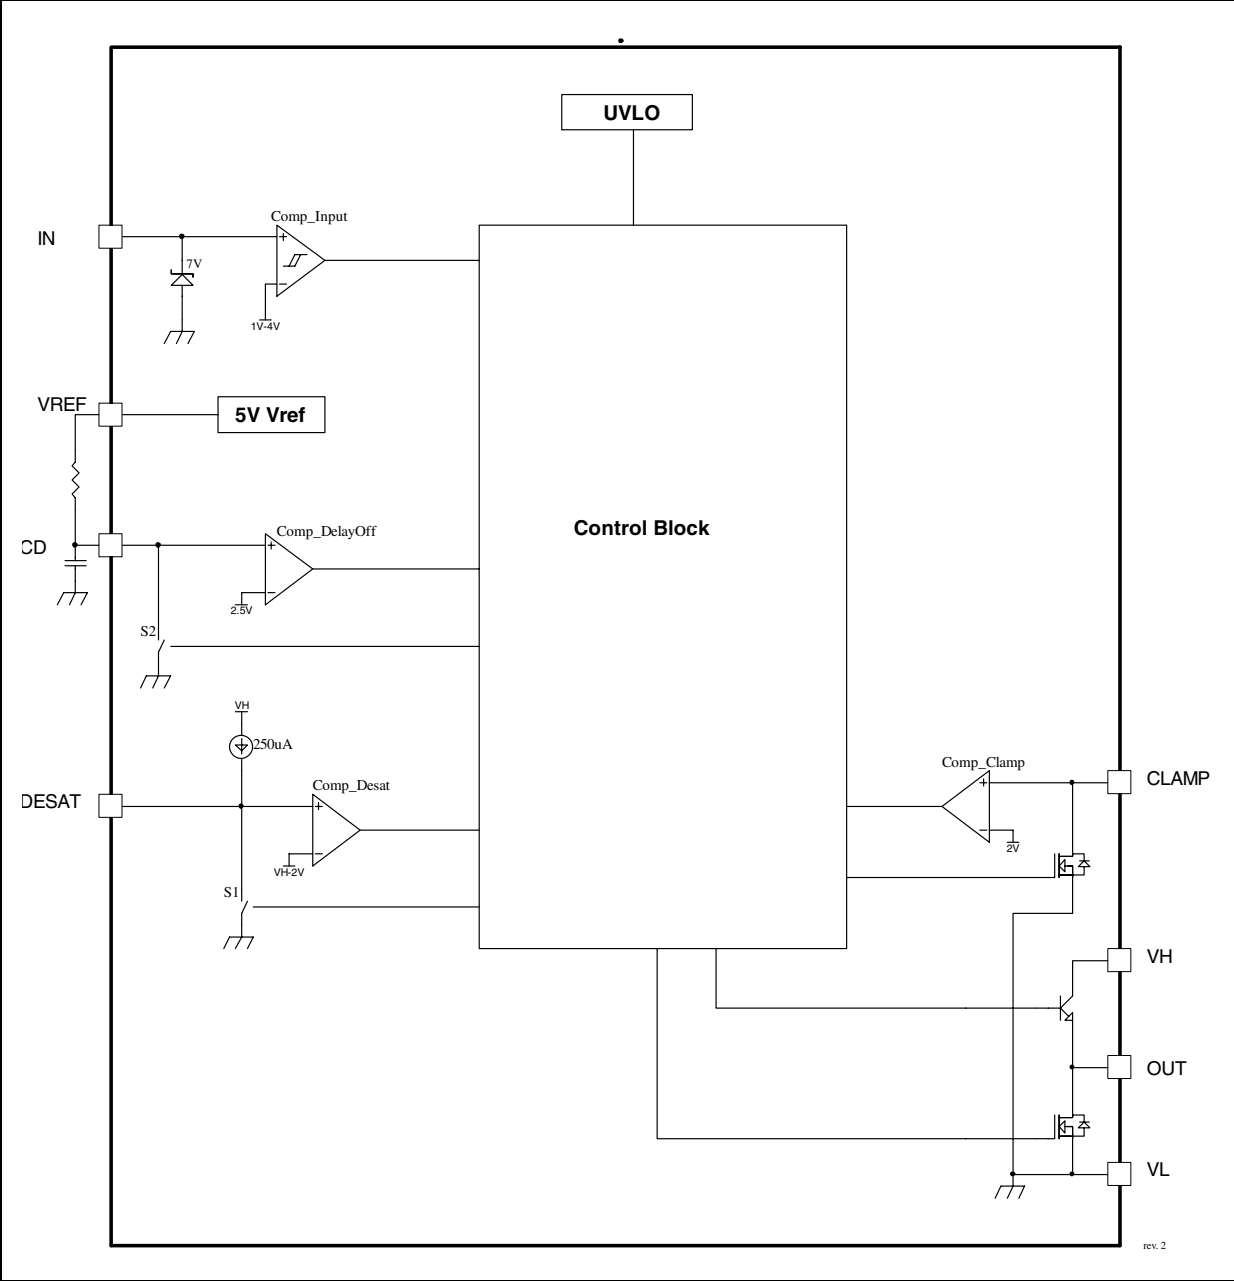 UVLO
Comp_Input
IN
7V
1V-4V
VREF
5V Vref
Comp_DelayOff
Control Block
CD
2.5V
S2
VH
250uA
Comp_Clamp
CLAMP
Comp_Desat
DESAT
2V
VH-2V
S1
VH
OUT
VL
rev. 2